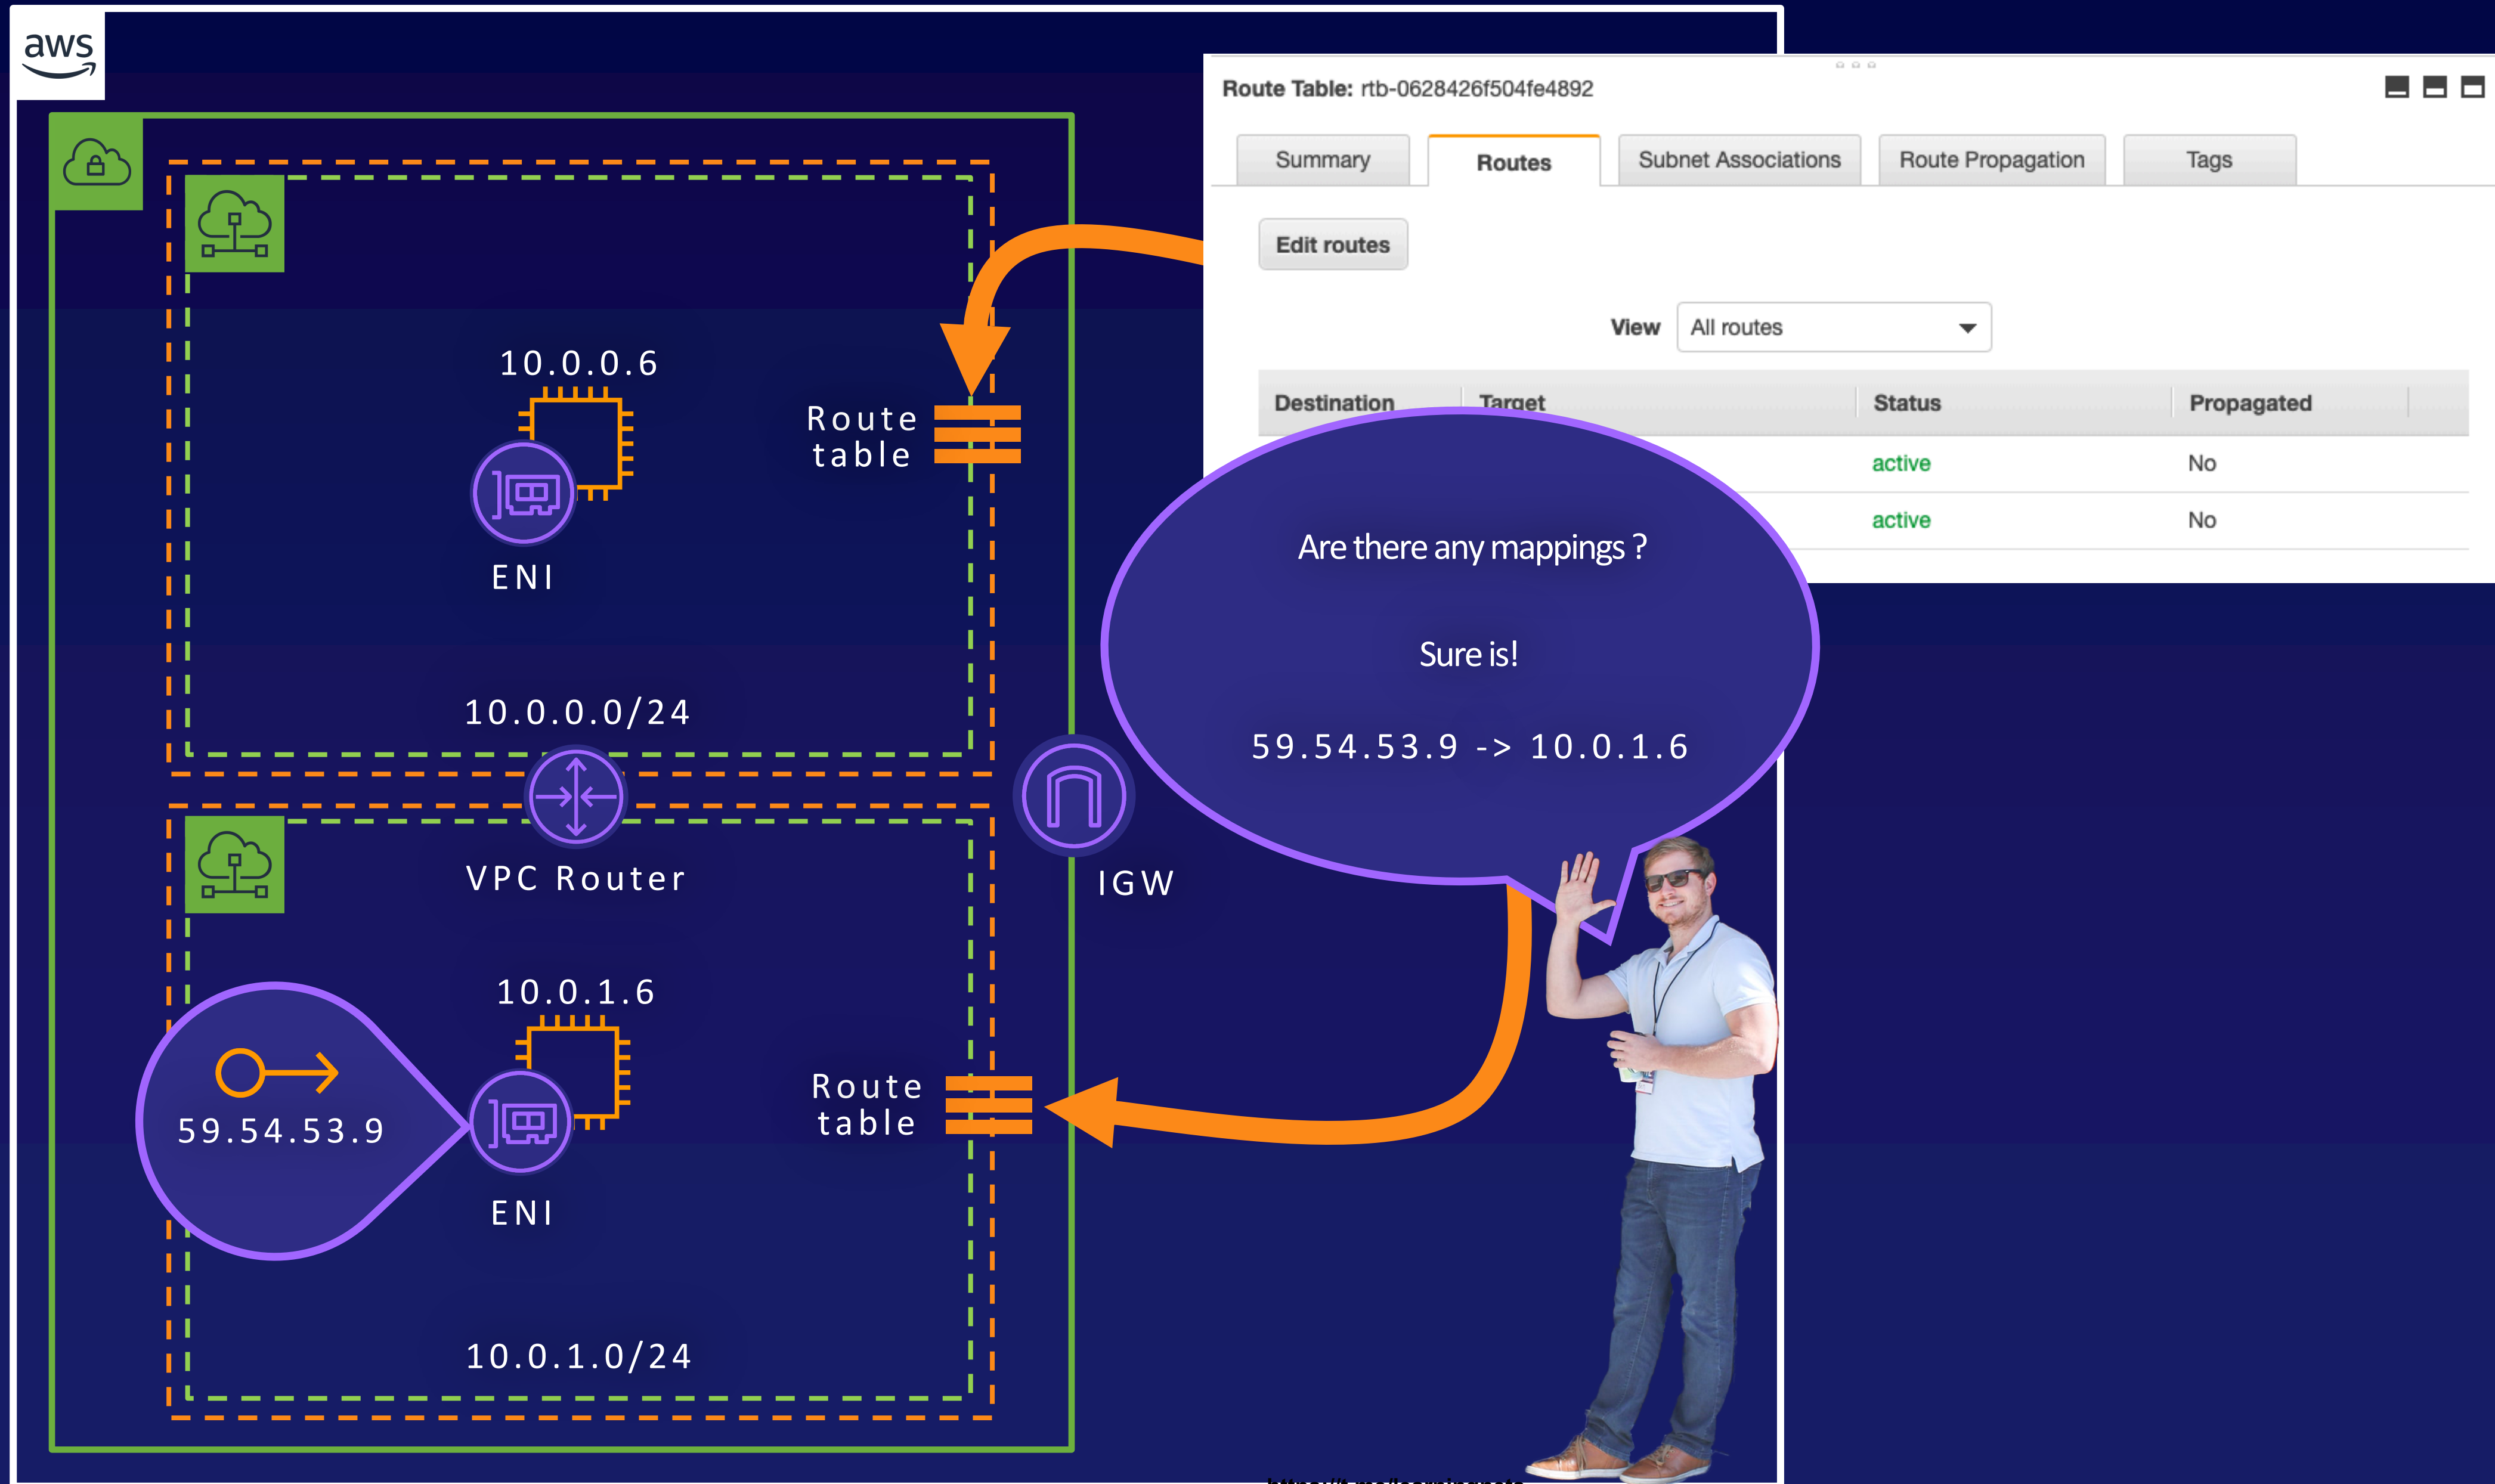 aws
Route Table: rtb-0628426f504fe4892
Summary
Routes
Subnet Associations
Route Propagation
Tags
Edit routes
View
All routes
Destination
Target
Status
Propagated
active
No
active
No
10.0.0.6
ENI
Route
table
10.0.0.0/24
VPC Router
IGW
Are there any mappings ?
Sure is!
59.54.53.9 -> 10.0.1.6
10.0.1.6
59.54.53.9
ENI
Route
table
10.0.1.0/24